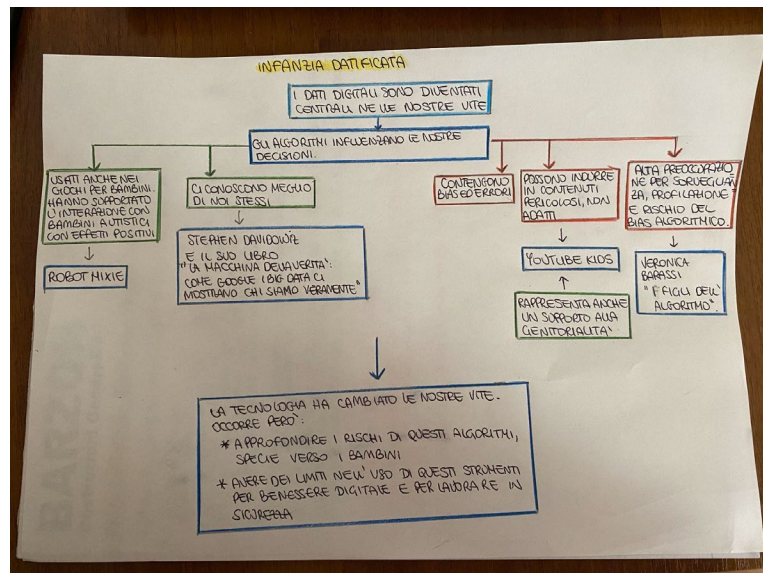 INFANZIA DATIFICATA
I DATI DIGITALI SONO DIVENTATI
CENTRALI NELLE NOSTRE VITE
GLI ALGORITMI INFLUENZANO LE NOSTRE
DECISIONI.
USATI ANCHE NEI
GIOCHI PER BAMBINI.
HANNO SUPPORTATO
L'INTERAZIONE CON
BAMBINI AUTISTICI
CON EFFETTI POSITIVI
ROBOT MIXIE
CI CONOSCONO MEGLIO
DI NOI STESSI
STEPHEN DAVIDOWIZ
E IL SUO LIBRO
"LA MACCHINA DELLA VERITÀ:
COME GOOGLE I BIG DATA CI
MOSTRANO CHI SIAMO VERAMENTE"
CONTENGONO
BIAS ED ERRORI
POSSONO INDURRE
IN CONTENUTI
PERICOLOSI, NON
ADATTI
YOUTUBE KIDS
RAPPRESENTA ANCHE
UN SUPPORTO ALLA
GENITORIALITÀ
ALTA PREOCCUPAZIO
NE PER SORVEGLIAN
ZA, PROFILAZIONE
E RISCHIO DEL
BIAS ALGORITMICO.
VERONICA
BARASSI
"I FIGLI DELL'
ALGORITMO".
LA TECNOLOGIA HA CAMBIATO LE NOSTRE VITE.
OCCORRE PERÒ:
* APPROFONDIRE I RISCHI DI QUESTI ALGORITMI,
SPECIE VERSO I BAMBINI
* AVERE DEI LIMITI NELL'USO DI QUESTI STRUMENTI
PER BENESSERE DIGITALE E PER LAVORARE IN
SICUREZZA